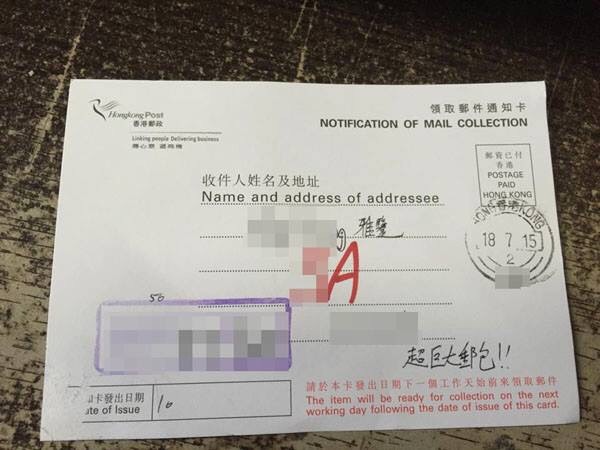 Hongkong Post
香港郵政
Linking people Delivering business
傳心意 遞商機
領取郵件通知卡
NOTIFICATION OF MAIL COLLECTION
郵資已付
香港
POSTAGE
PAID
HONG KONG
收件人姓名及地址
Name and address of addressee
HONG 香港 KONG
18 7 15
2
雅
A
50
超巨大郵包!!
卡發出日期
ate of Issue
10
請於本卡發出日期下一個工作天始前來領取郵件
The item will be ready for collection on the next
working day following the date of issue of this card.